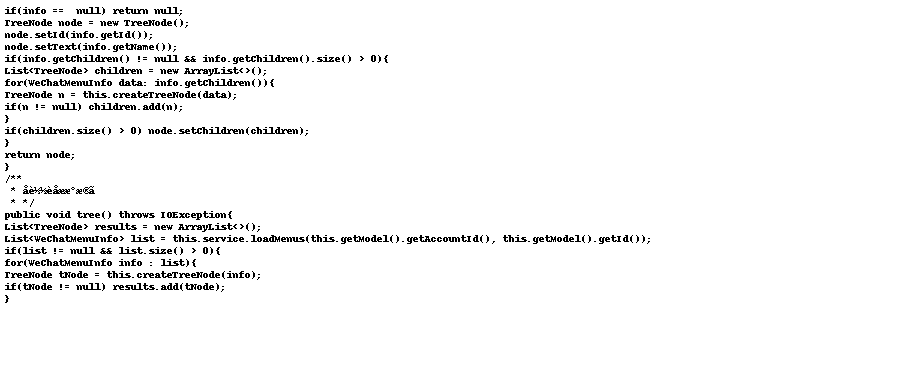 if(info ==  null) return null;
TreeNode node = new TreeNode();
node.setId(info.getId());
node.setText(info.getName());
if(info.getChildren() != null && info.getChildren().size() > 0){
List<TreeNode> children = new ArrayList<>();
for(WeChatMenuInfo data: info.getChildren()){
TreeNode n = this.createTreeNode(data);
if(n != null) children.add(n);
}
if(children.size() > 0) node.setChildren(children);
}
return node;
}
/**
 *
 * */
public void tree() throws IOException{
List<TreeNode> results = new ArrayList<>();
List<WeChatMenuInfo> list = this.service.loadMenus(this.getModel().getAccountId(), this.getModel().getId());
if(list != null && list.size() > 0){
for(WeChatMenuInfo info : list){
TreeNode tNode = this.createTreeNode(info);
if(tNode != null) results.add(tNode);
}